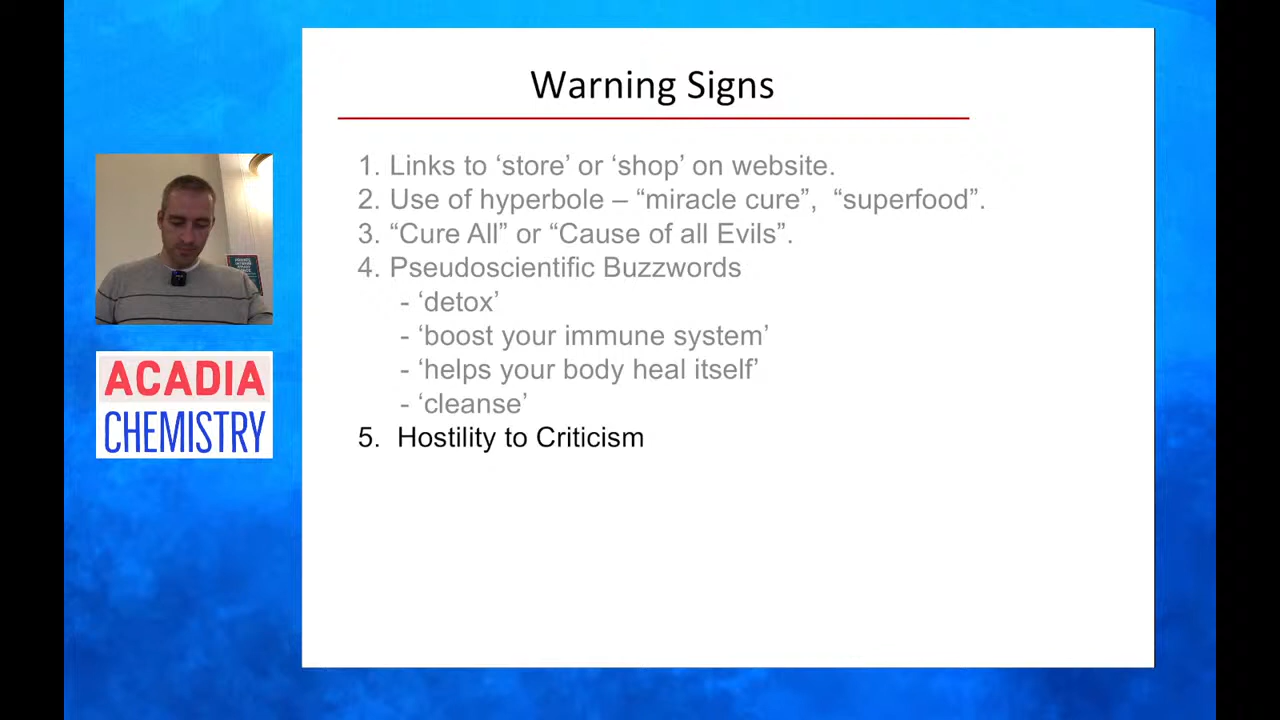 Warning Signs
1. Links to ‘store’ or ‘shop’ on website.
2. Use of hyperbole – “miracle cure”, “superfood”.
3. “Cure All” or “Cause of all Evils”.
4. Pseudoscientific Buzzwords
- ‘detox’
- ‘boost your immune system’
- ‘helps your body heal itself’
- ‘cleanse’
5. Hostility to Criticism
ACADIA
CHEMISTRY